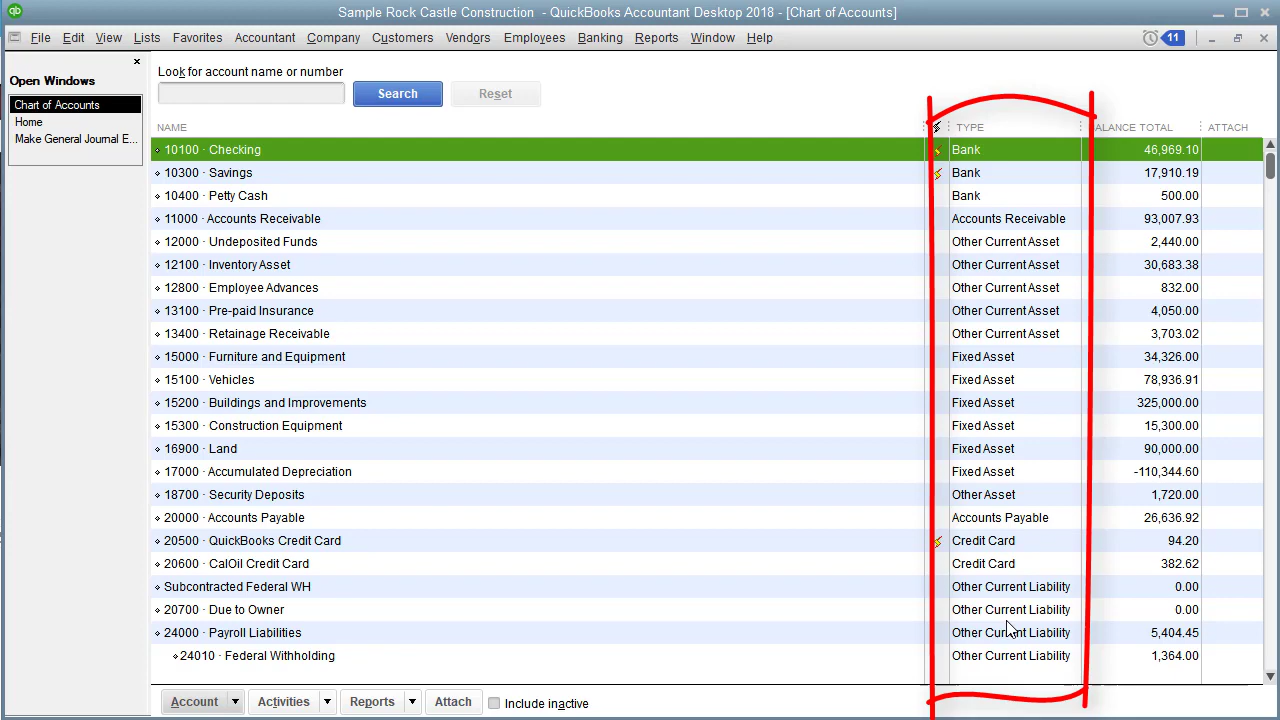 qb Sample Rock Castle Construction - QuickBooks Accountant Desktop 2018 - [Chart of Accounts]
File Edit View Lists Favorites Accountant Company Customers Vendors Employees Banking Reports Window Help 11
Open Windows
Chart of Accounts
Home
Make General Journal E...
Look for account name or number
Search Reset
NAME TYPE ALANCE TOTAL ATTACH
10100 · Checking Bank 46,969.10
10300 · Savings Bank 17,910.19
10400 · Petty Cash Bank 500.00
11000 · Accounts Receivable Accounts Receivable 93,007.93
12000 · Undeposited Funds Other Current Asset 2,440.00
12100 · Inventory Asset Other Current Asset 30,683.38
12800 · Employee Advances Other Current Asset 832.00
13100 · Pre-paid Insurance Other Current Asset 4,050.00
13400 · Retainage Receivable Other Current Asset 3,703.02
15000 · Furniture and Equipment Fixed Asset 34,326.00
15100 · Vehicles Fixed Asset 78,936.91
15200 · Buildings and Improvements Fixed Asset 325,000.00
15300 · Construction Equipment Fixed Asset 15,300.00
16900 · Land Fixed Asset 90,000.00
17000 · Accumulated Depreciation Fixed Asset -110,344.60
18700 · Security Deposits Other Asset 1,720.00
20000 · Accounts Payable Accounts Payable 26,636.92
20500 · QuickBooks Credit Card Credit Card 94.20
20600 · CalOil Credit Card Credit Card 382.62
Subcontracted Federal WH Other Current Liability 0.00
20700 · Due to Owner Other Current Liability 0.00
24000 · Payroll Liabilities Other Current Liability 5,404.45
24010 · Federal Withholding Other Current Liability 1,364.00
Account Activities Reports Attach Include inactive